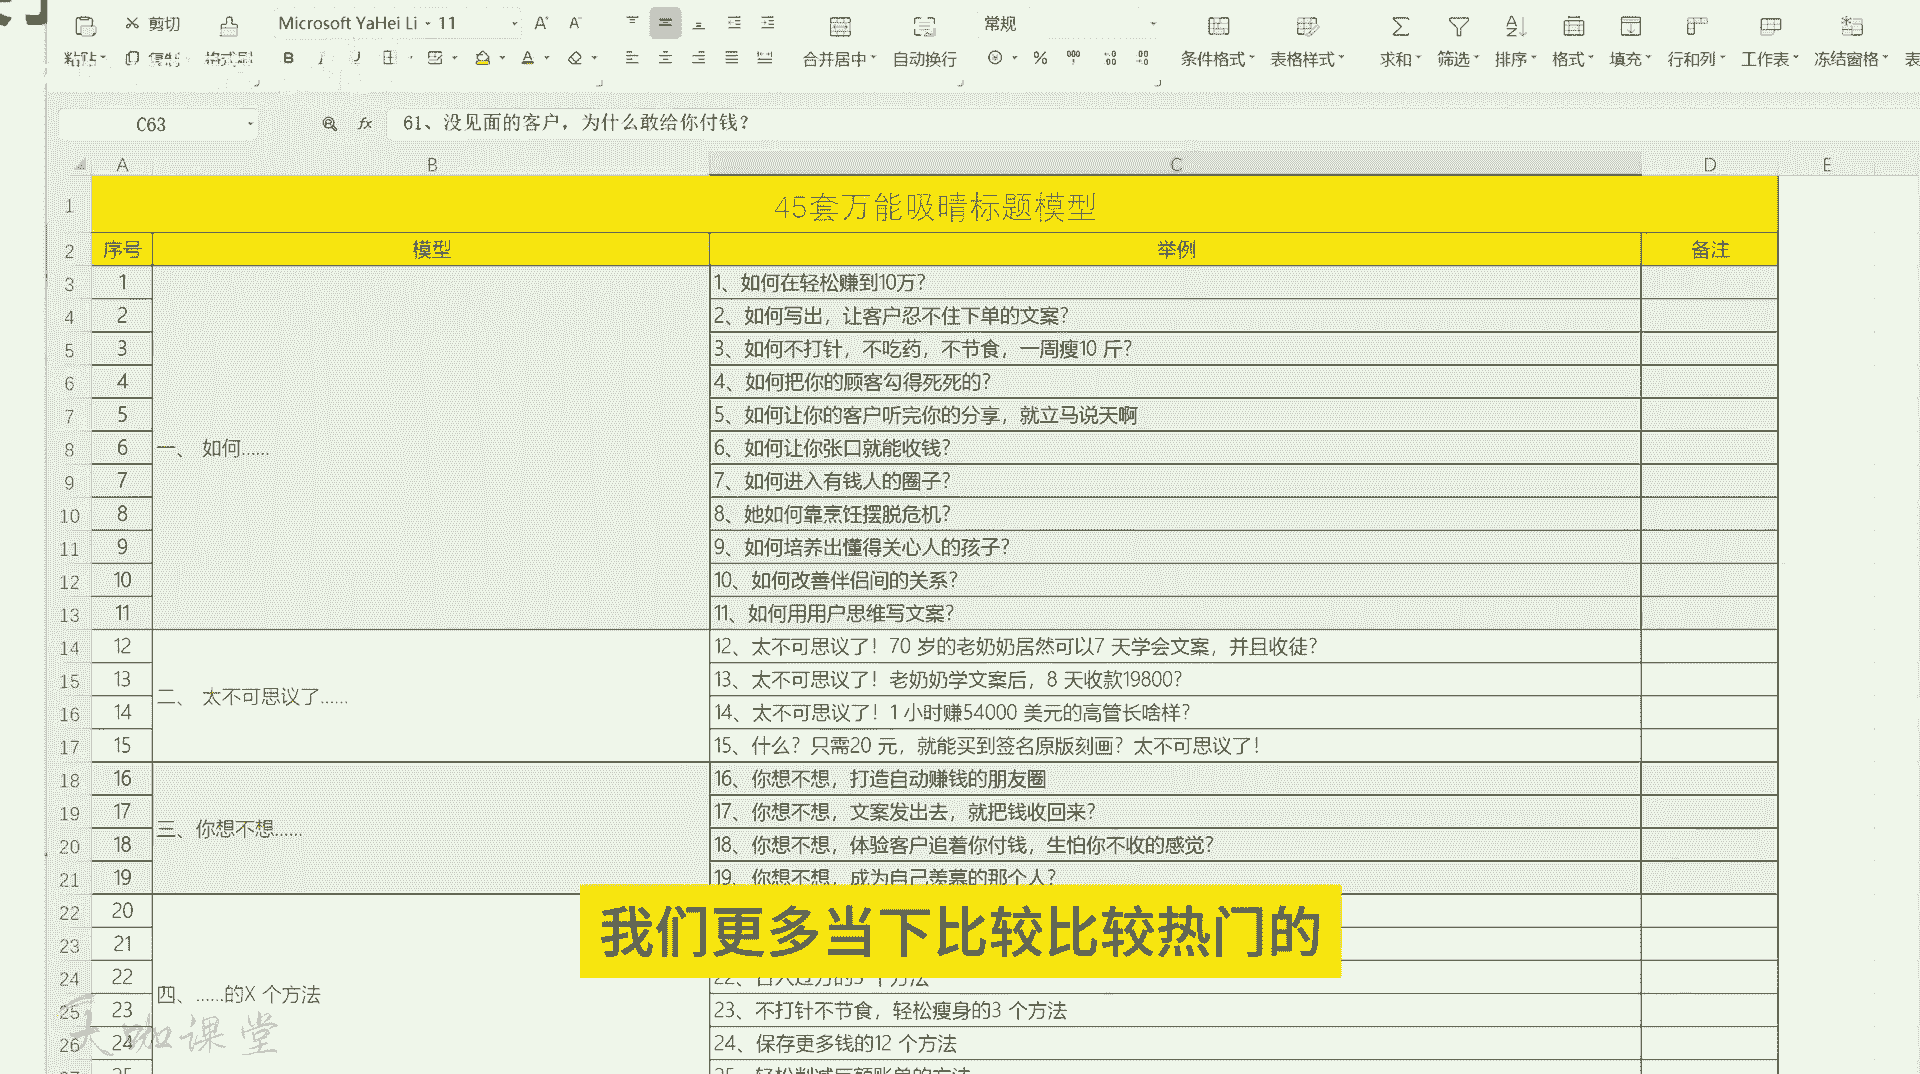 剪切
Microsoft YaHei Li 11
常规
粘贴
复制
格式刷
B I U
合并居中
自动换行
条件格式
表格样式
求和
筛选
排序
格式
填充
行和列
工作表
冻结窗格
C63
fx
61、没见面的客户，为什么敢给你付钱？
A B C D E
1 45套万能吸晴标题模型
2 序号 模型 举例 备注
3 1 1、如何在轻松赚到10万？
4 2 2、如何写出，让客户忍不住下单的文案？
5 3 3、如何不打针，不吃药，不节食，一周瘦10 斤？
6 4 4、如何把你的顾客勾得死死的？
7 5 5、如何让你的客户听完你的分享，就立马说天啊
8 6 一、 如何...... 6、如何让你张口就能收钱？
9 7 7、如何进入有钱人的圈子？
10 8 8、她如何靠烹饪摆脱危机？
11 9 9、如何培养出懂得关心人的孩子？
12 10 10、如何改善伴侣间的关系？
13 11 11、如何用用户思维写文案？
14 12 12、太不可思议了！70 岁的老奶奶居然可以7 天学会文案，并且收徒？
15 13 二、 太不可思议了...... 13、太不可思议了！老奶奶学文案后，8 天收款19800？
16 14 14、太不可思议了！1 小时赚54000 美元的高管长啥样？
17 15 15、什么？只需20 元，就能买到签名原版刻画？太不可思议了！
18 16 16、你想不想，打造自动赚钱的朋友圈
19 17 三、你想不想...... 17、你想不想，文案发出去，就把钱收回来？
20 18 18、你想不想，体验客户追着你付钱，生怕你不收的感觉？
21 19 19、你想不想，成为自己羡慕的那个人？
22 20
我们更多当下比较比较热门的
23 21
24 22
25 23 四、......的X 个方法 23、不打针不节食，轻松瘦身的3 个方法
26 24 24、保存更多钱的12 个方法
大咖课堂